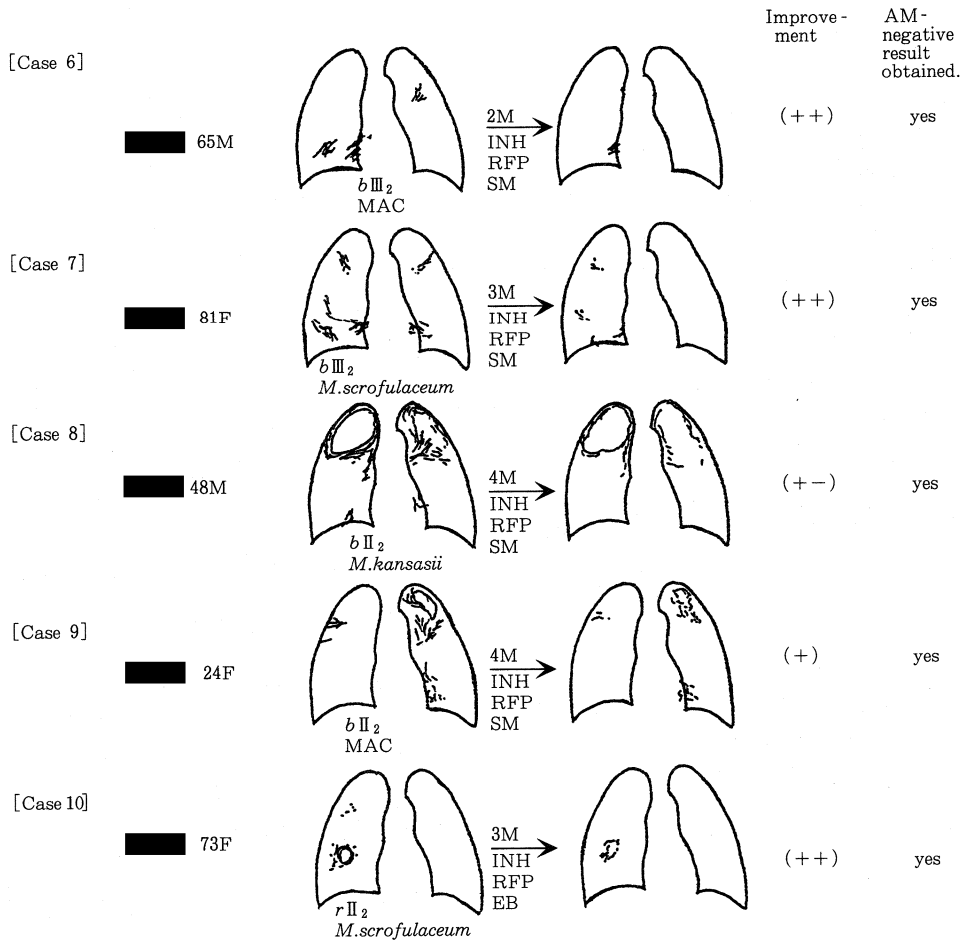 Improve-
ment
AM-
negative
result
obtained.
[Case 6]
65M
2M
INH
RFP
SM
bⅢ2
MAC
(++)
yes
[Case 7]
81F
3M
INH
RFP
SM
bⅢ2
M.scrofulaceum
(++)
yes
[Case 8]
48M
4M
INH
RFP
SM
bⅡ2
M.kansasii
(+-)
yes
[Case 9]
24F
4M
INH
RFP
SM
bⅡ2
MAC
(+)
yes
[Case 10]
73F
3M
INH
RFP
EB
rⅡ2
M.scrofulaceum
(++)
yes